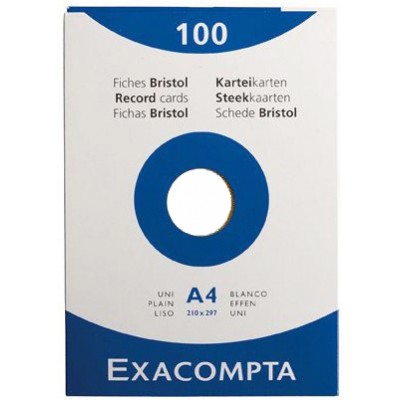 100
Fiches Bristol
Record cards
Fichas Bristol
Karteikarten
Steekkaarten
Schede Bristol
UNI
PLAIN
LISO
A4
210 x 297
BLANCO
EFFEN
UNI
EXACOMPTA